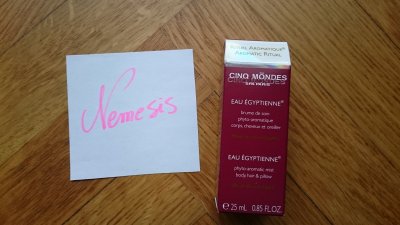 Nemesis
RITUEL AROMATIQUE®
AROMATIC RITUAL
CINQ MONDES
SPA PARIS
EAU ÉGYPTIENNE®
brume de soin
phyto-aromatique
corps, cheveux et oreiller
EAU ÉGYPTIENNE®
phyto-aromatic mist
body hair & pillow
e 25 mL 0.85 FL.OZ.